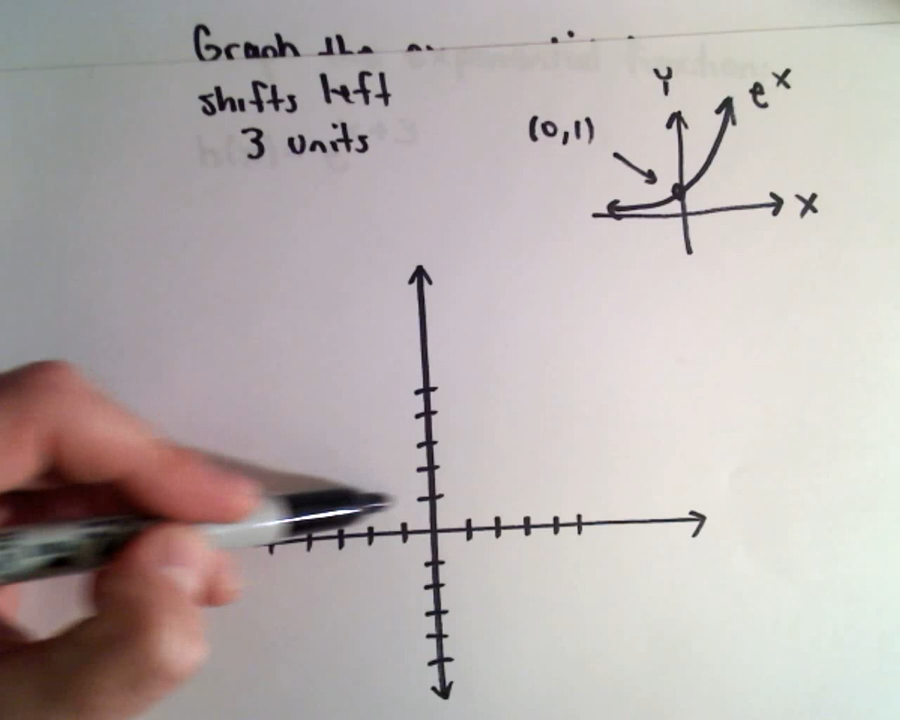 Graph the
shifts left
3 units
(0,1)
Y
e^x
X